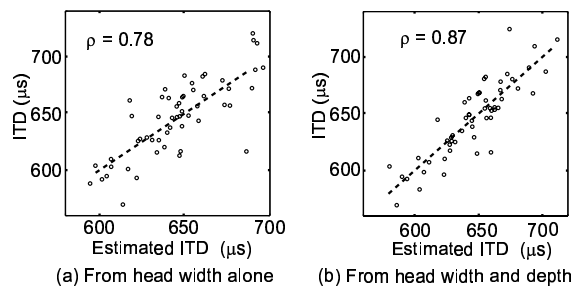 ρ = 0.78
700
650
600
ITD (μs)
600
650
700
Estimated ITD (μs)
(a) From head width alone
ρ = 0.87
700
650
600
ITD (μs)
600
650
700
Estimated ITD (μs)
(b) From head width and depth